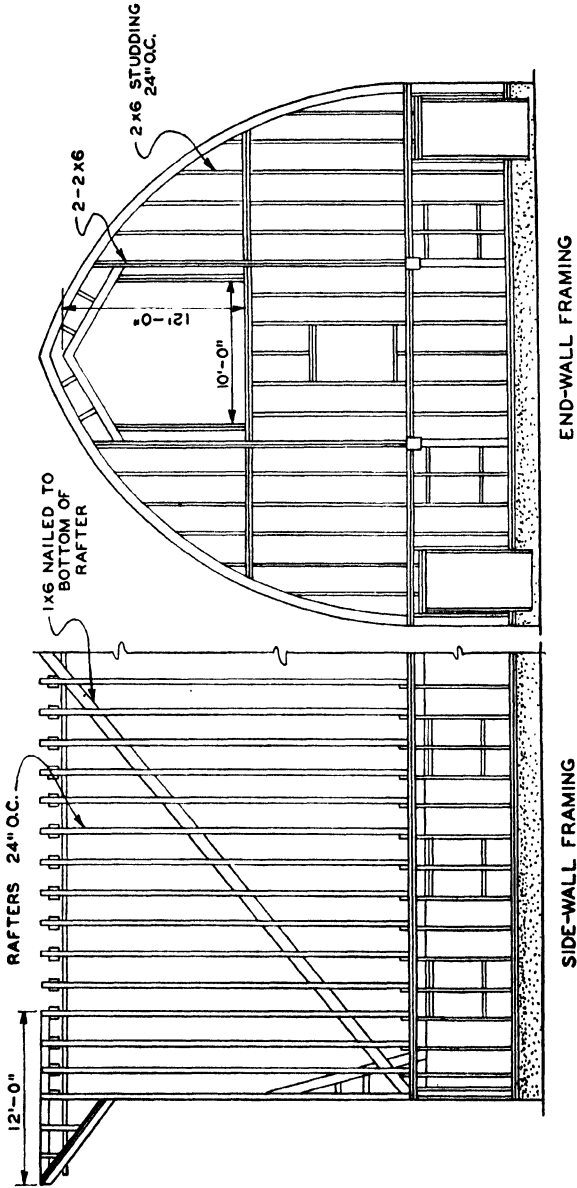 12'-0"
RAFTERS 24" O.C.
1X6 NAILED TO
BOTTOM OF
RAFTER
2-2X6
2X6 STUDDING
24" O.C.
12'-0"
10'-0"
SIDE-WALL FRAMING
END-WALL FRAMING